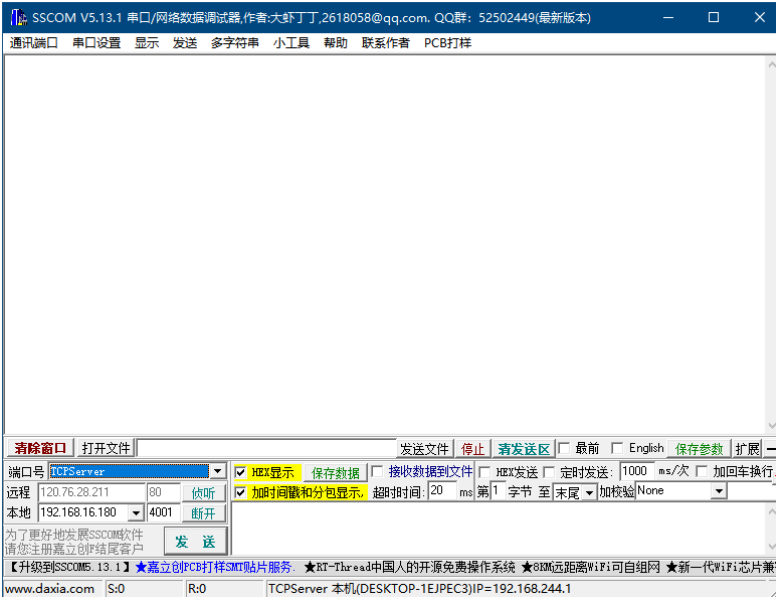 SSCOM V5.13.1 串口/网络数据调试器,作者:大虾丁丁,2618058@qq.com. QQ群：52502449(最新版本)
通讯端口 串口设置 显示 发送 多字符串 小工具 帮助 联系作者 PCB打样
清除窗口 打开文件 发送文件 停止 清发送区 最前 English 保存参数 扩展
端口号 TCPServer HEX显示 保存数据 接收数据到文件 HEX发送 定时发送: 1000 ms/次 加回车换行
远程 120.76.28.211 80 侦听 加时间戳和分包显示, 超时时间: 20 ms 第 1 字节 至 末尾 加校验 None
本地 192.168.16.180 4001 断开
为了更好地发展SSCOM软件
请您注册嘉立创F结尾客户
发 送
【升级到SSCOM5.13.1】★嘉立创PCB打样SMT贴片服务. ★RT-Thread中国人的开源免费操作系统 ★8KM远距离WiFi可自组网 ★新一代WiFi芯片兼
www.daxia.com S:0 R:0 TCPServer 本机(DESKTOP-1EJPEC3)IP=192.168.244.1